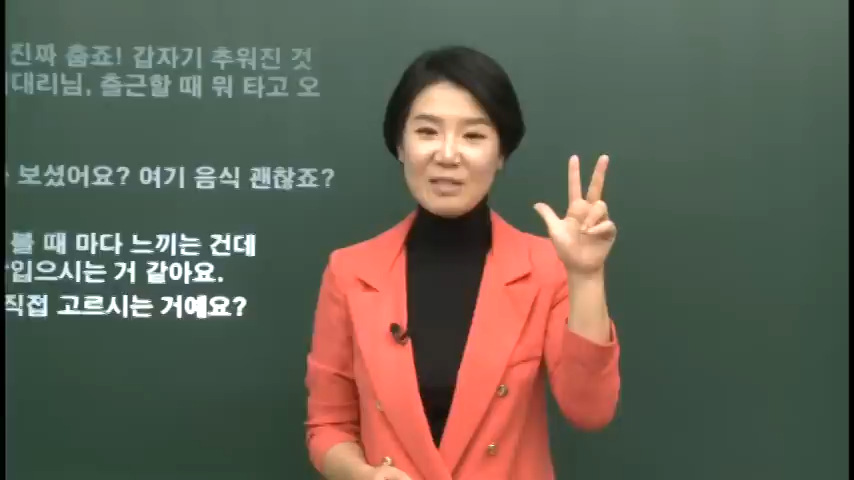 진짜 춥죠! 갑자기 추워진 것
대리님, 출근할 때 뭐 타고 오
보셨어요? 여기 음식 괜찮죠?
볼 때 마다 느끼는 건데
입으시는 거 같아요.
직접 고르시는 거예요?